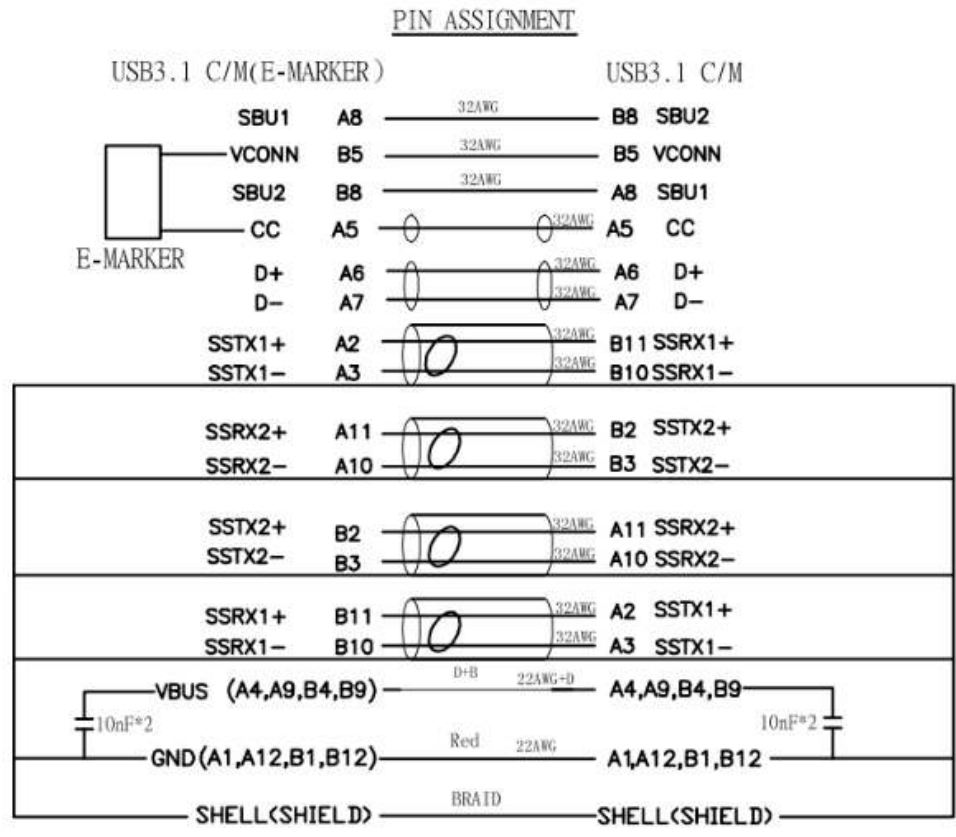 PIN ASSIGNMENT
USB3.1 C/M(E-MARKER) USB3.1 C/M
SBU1 A8 32AWG B8 SBU2
VCONN B5 32AWG B5 VCONN
SBU2 B8 32AWG A8 SBU1
CC A5 32AWG A5 CC
E-MARKER
D+ A6 32AWG A6 D+
D- A7 32AWG A7 D-
SSTX1+ A2 32AWG B11 SSRX1+
SSTX1- A3 32AWG B10 SSRX1-
SSRX2+ A11 32AWG B2 SSTX2+
SSRX2- A10 32AWG B3 SSTX2-
SSTX2+ B2 32AWG A11 SSRX2+
SSTX2- B3 32AWG A10 SSRX2-
SSRX1+ B11 32AWG A2 SSTX1+
SSRX1- B10 32AWG A3 SSTX1-
VBUS (A4,A9,B4,B9) D+B 22AWG+D A4,A9,B4,B9
10nF*2 10nF*2
GND(A1,A12,B1,B12) Red 22AWG A1,A12,B1,B12
SHELL(SHIELD) BRAID SHELL(SHIELD)